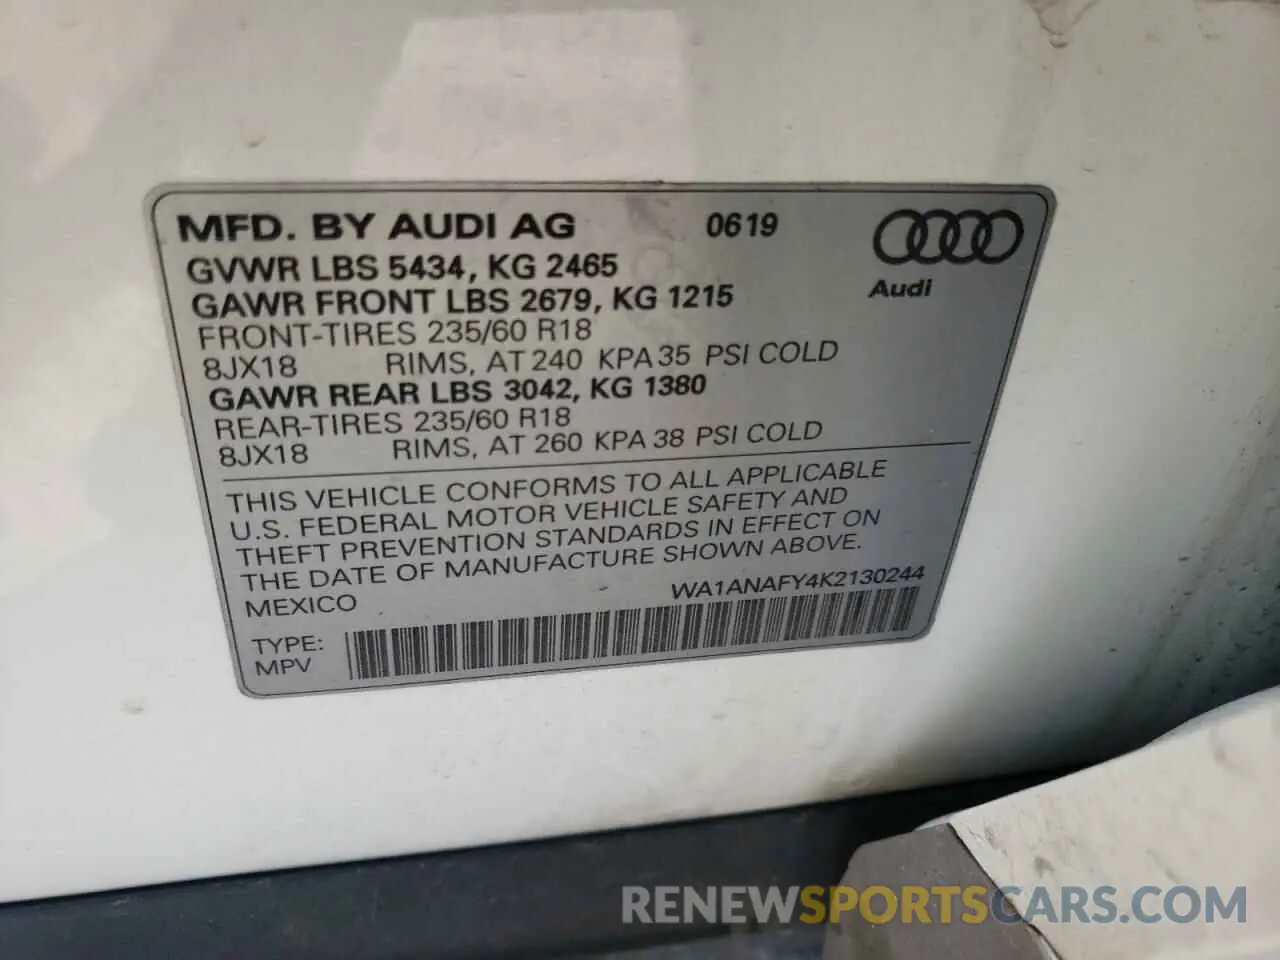 MFD. BY AUDI AG 0619
GVWR LBS 5434, KG 2465
GAWR FRONT LBS 2679, KG 1215
Audi
FRONT-TIRES 235/60 R18
8JX18 RIMS, AT 240 KPA 35 PSI COLD
GAWR REAR LBS 3042, KG 1380
REAR-TIRES 235/60 R18
8JX18 RIMS, AT 260 KPA 38 PSI COLD
THIS VEHICLE CONFORMS TO ALL APPLICABLE
U.S. FEDERAL MOTOR VEHICLE SAFETY AND
THEFT PREVENTION STANDARDS IN EFFECT ON
THE DATE OF MANUFACTURE SHOWN ABOVE.
MEXICO WA1ANAFY4K2130244
TYPE:
MPV
RENEWSPORTSCARS.COM